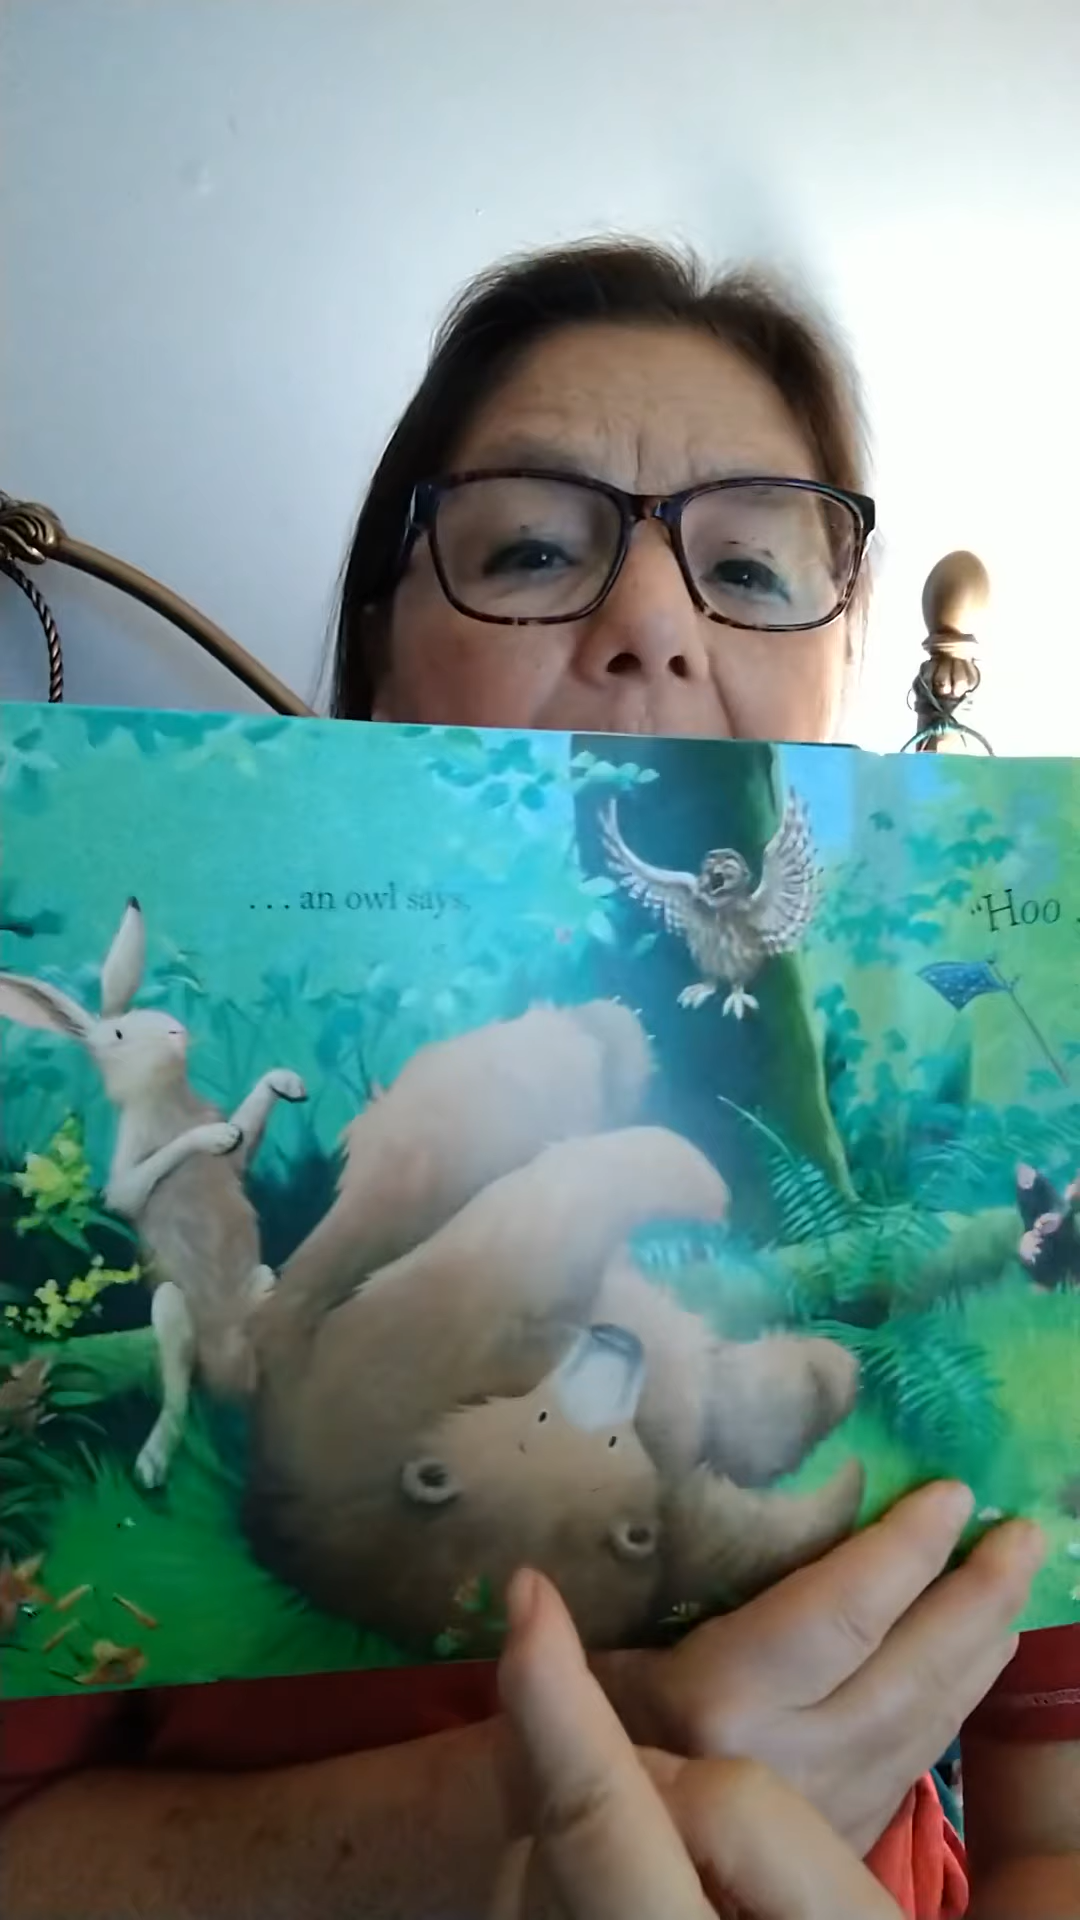 . . . an owl says,
"Hoo .